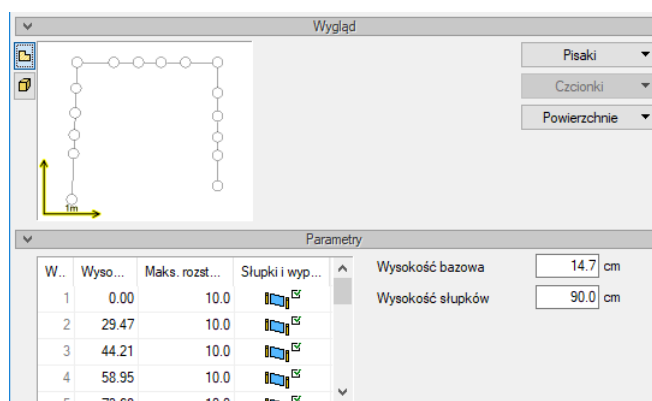 Wygląd
Pisaki
Czcionki
Powierzchnie
1m
Parametry
W.. Wyso... Maks. rozst... Słupki i wyp...
1 0.00 10.0
2 29.47 10.0
3 44.21 10.0
4 58.95 10.0
10.0
Wysokość bazowa 14.7 cm
Wysokość słupków 90.0 cm